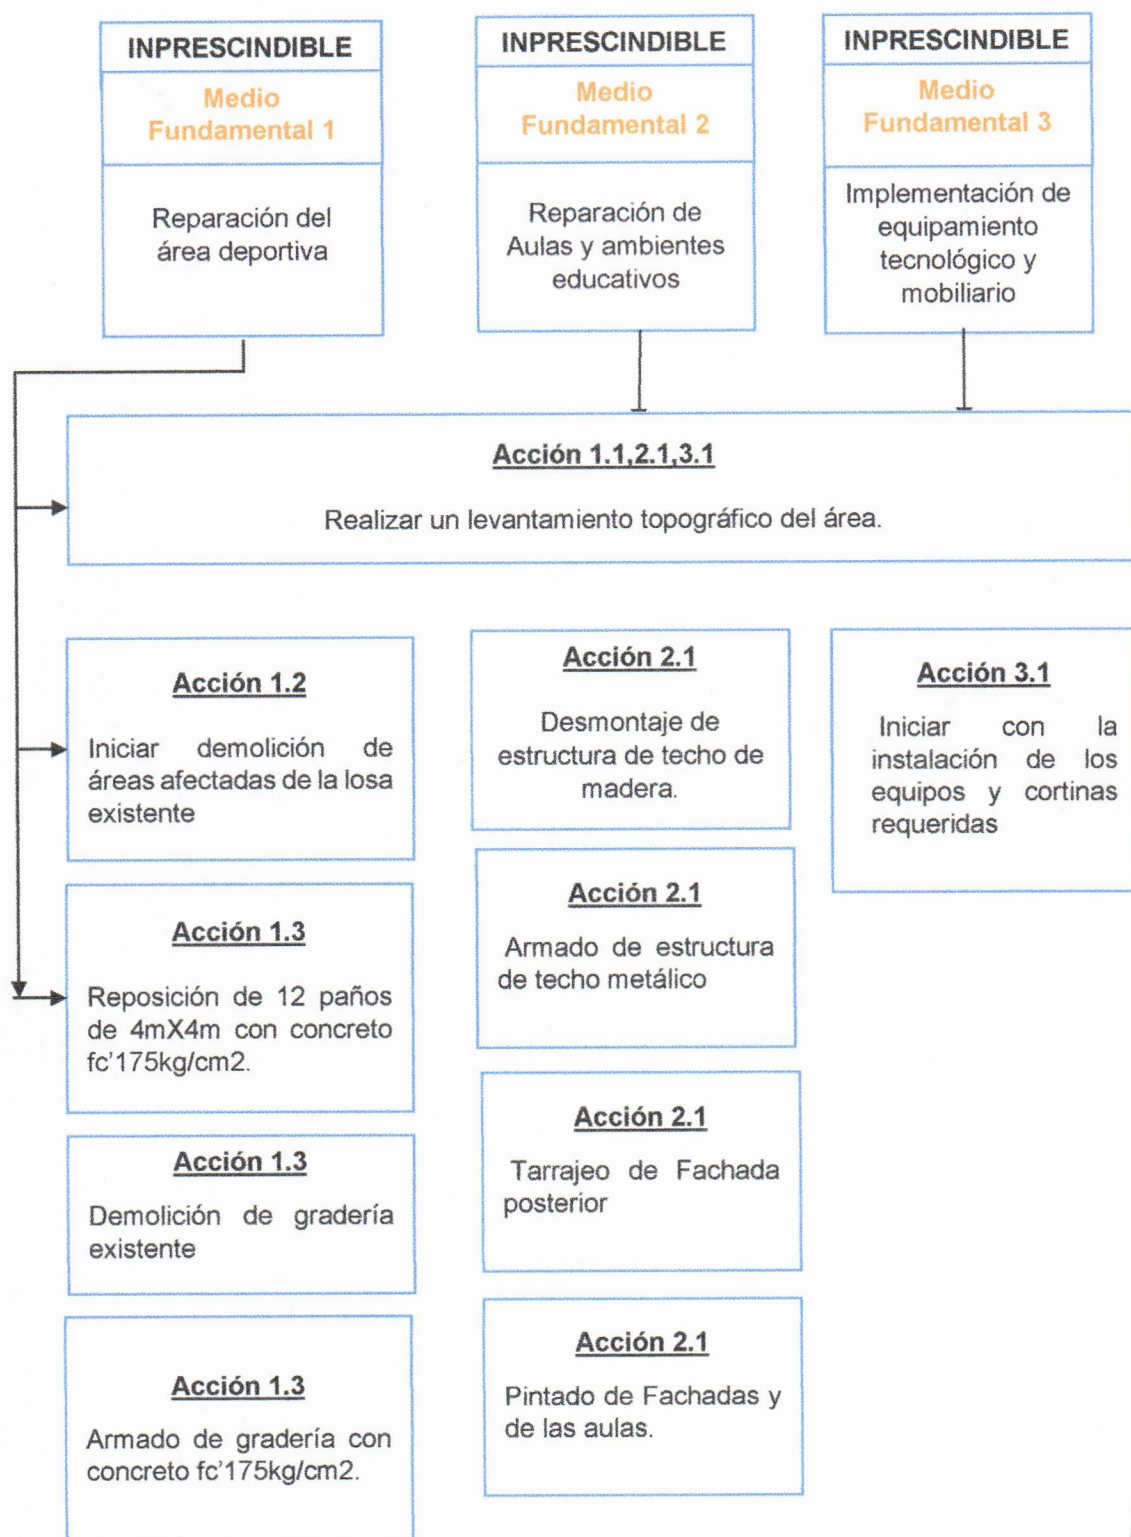 INPRESCINDIBLE
Medio
Fundamental 1
Reparación del
área deportiva
INPRESCINDIBLE
Medio
Fundamental 2
Reparación de
Aulas y ambientes
educativos
INPRESCINDIBLE
Medio
Fundamental 3
Implementación de
equipamiento
tecnológico y
mobiliario
Acción 1.1,2.1,3.1
Realizar un levantamiento topográfico del área.
Acción 1.2
Iniciar demolición de
áreas afectadas de la losa
existente
Acción 1.3
Reposición de 12 paños
de 4mX4m con concreto
fc'175kg/cm2.
Acción 1.3
Demolición de gradería
existente
Acción 1.3
Armado de gradería con
concreto fc'175kg/cm2.
Acción 2.1
Desmontaje de
estructura de techo de
madera.
Acción 2.1
Armado de estructura
de techo metálico
Acción 2.1
Tarrajeo de Fachada
posterior
Acción 2.1
Pintado de Fachadas y
de las aulas.
Acción 3.1
Iniciar con la
instalación de los
equipos y cortinas
requeridas